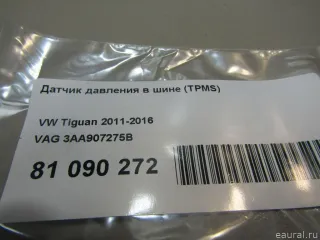 Датчик давления в шине (TPMS)
VW Tiguan 2011-2016
VAG 3AA907275B
81 090 272
eaural.ru